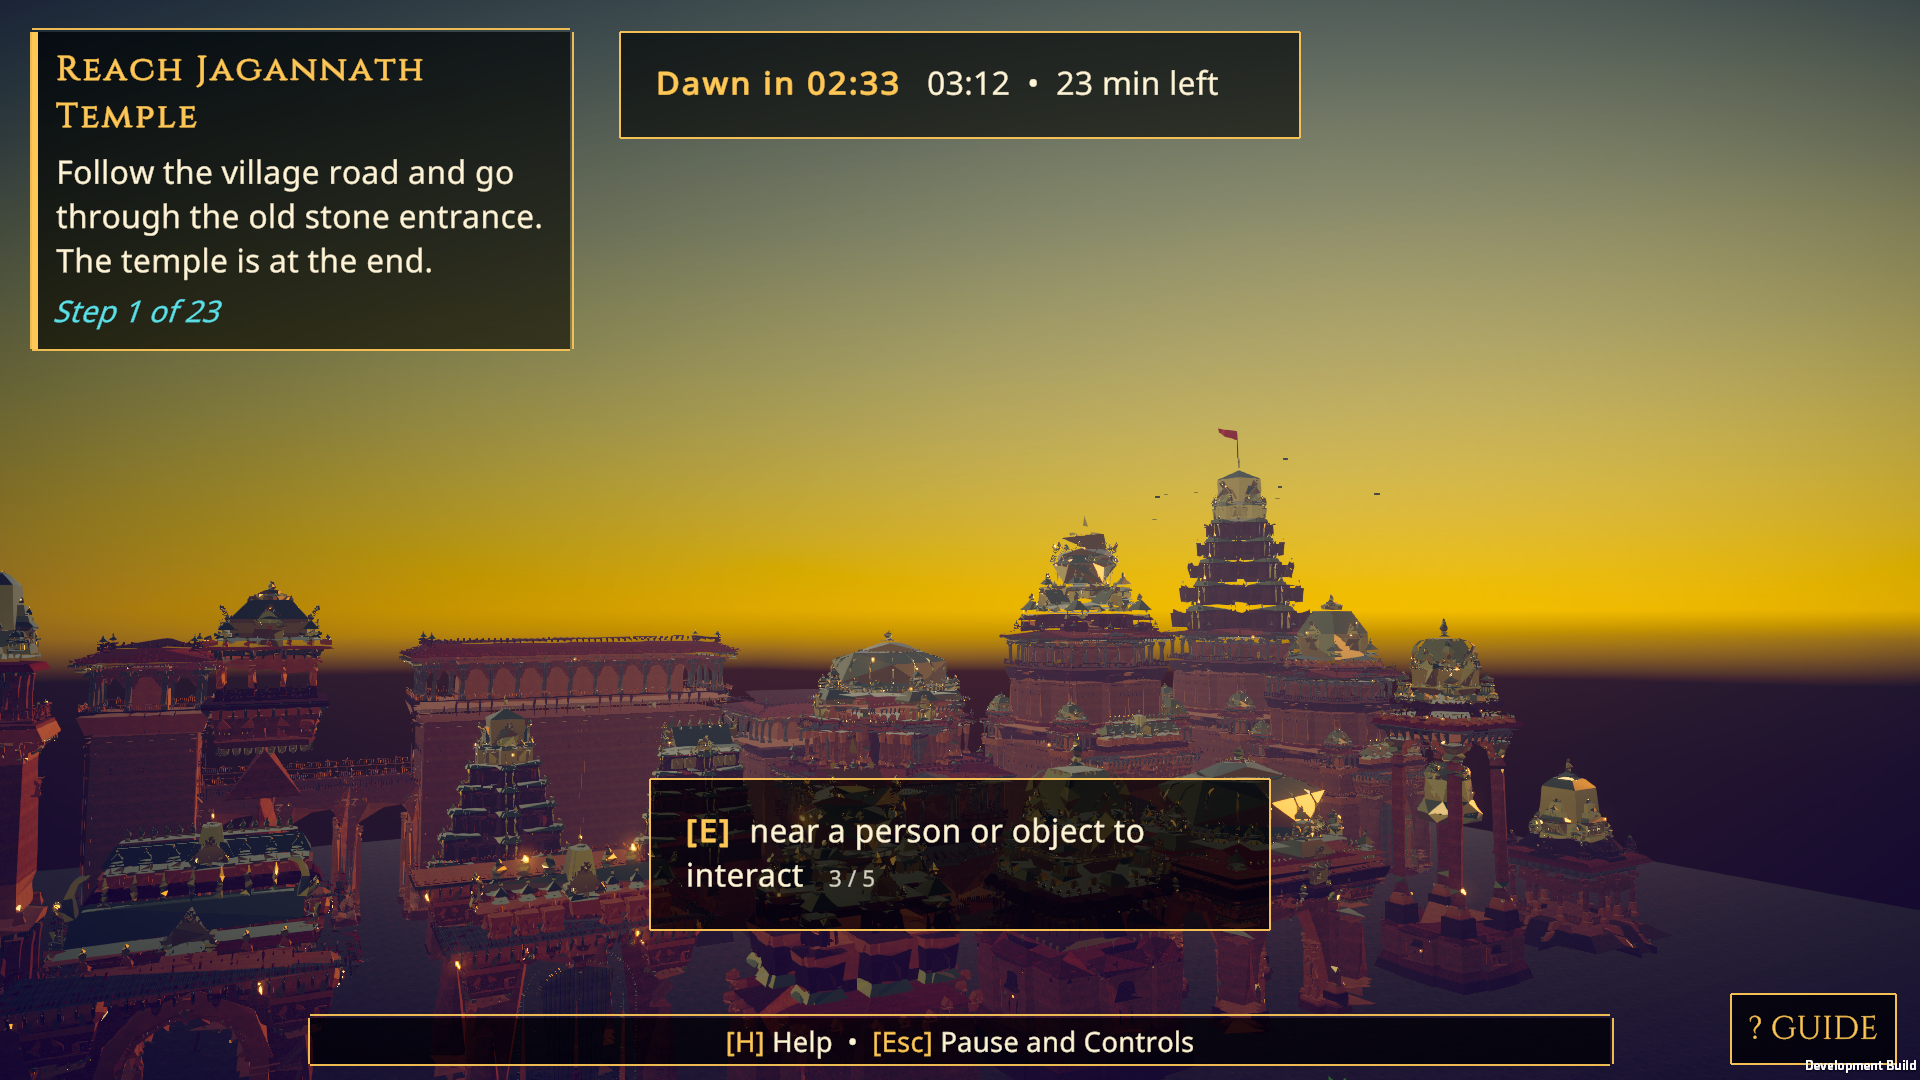 Reach Jagannath
Temple
Follow the village road and go
through the old stone entrance.
The temple is at the end.
Step 1 of 23
Dawn in 02:33 03:12 • 23 min left
[E] near a person or object to
interact 3 / 5
[H] Help • [Esc] Pause and Controls
? GUIDE
Development Build